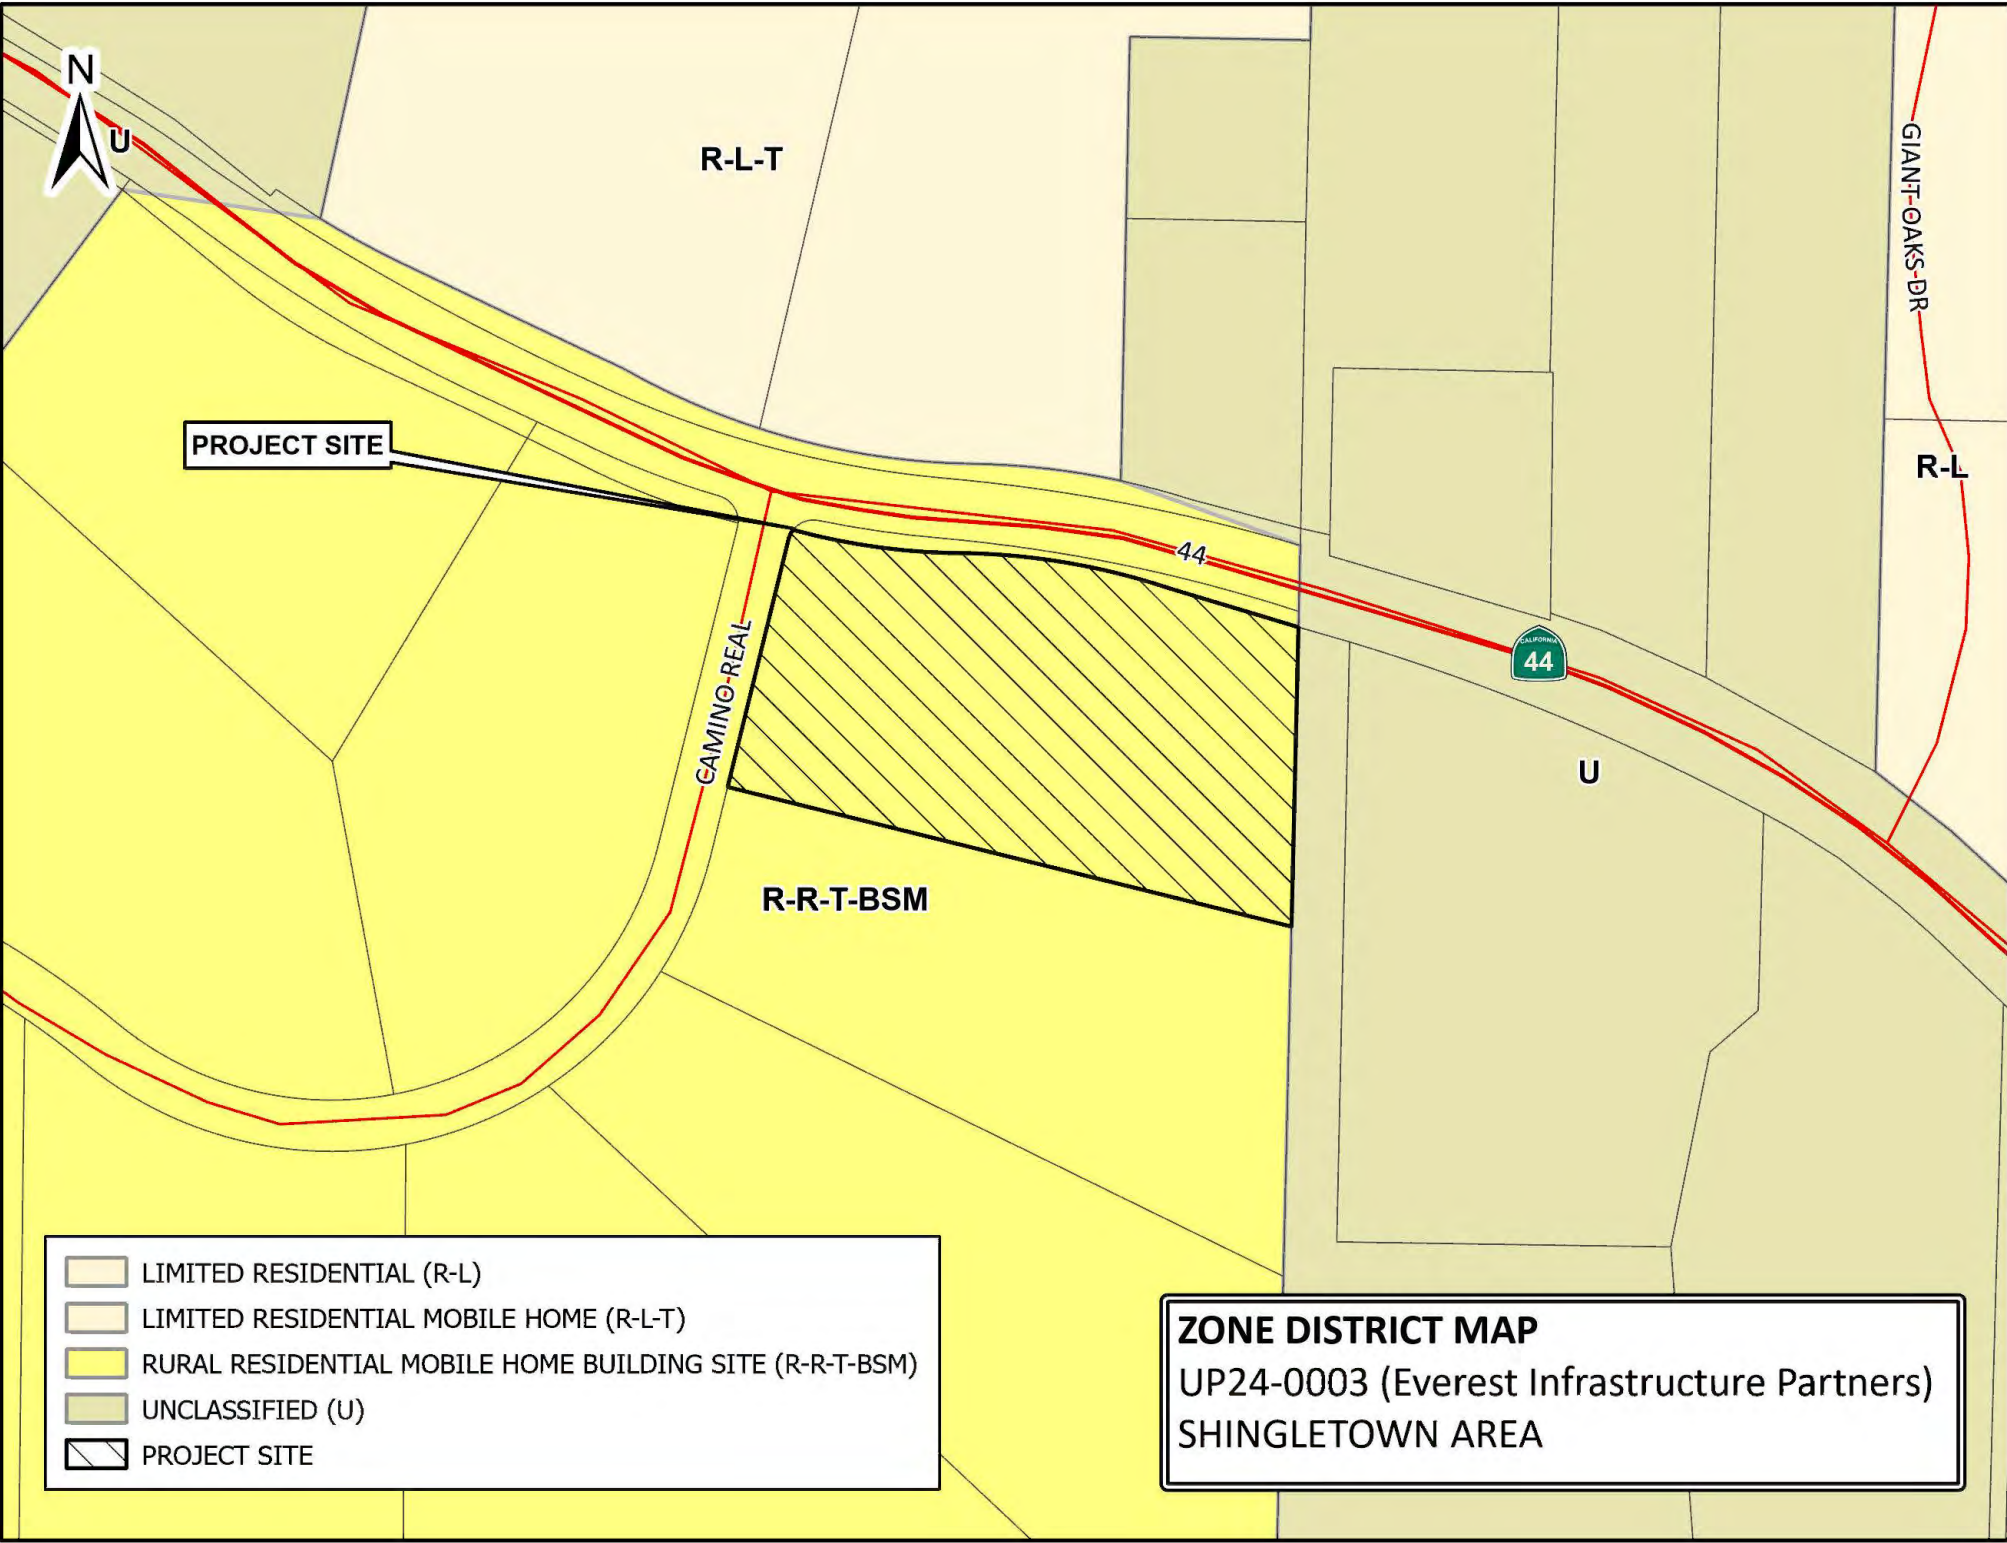 N
U
R-L-T
GIANT OAKS DR
PROJECT SITE
R-L
44
CALIFORNIA
44
CAMINO REAL
U
R-R-T-BSM
LIMITED RESIDENTIAL (R-L)
LIMITED RESIDENTIAL MOBILE HOME (R-L-T)
RURAL RESIDENTIAL MOBILE HOME BUILDING SITE (R-R-T-BSM)
UNCLASSIFIED (U)
PROJECT SITE
ZONE DISTRICT MAP
UP24-0003 (Everest Infrastructure Partners)
SHINGLETOWN AREA